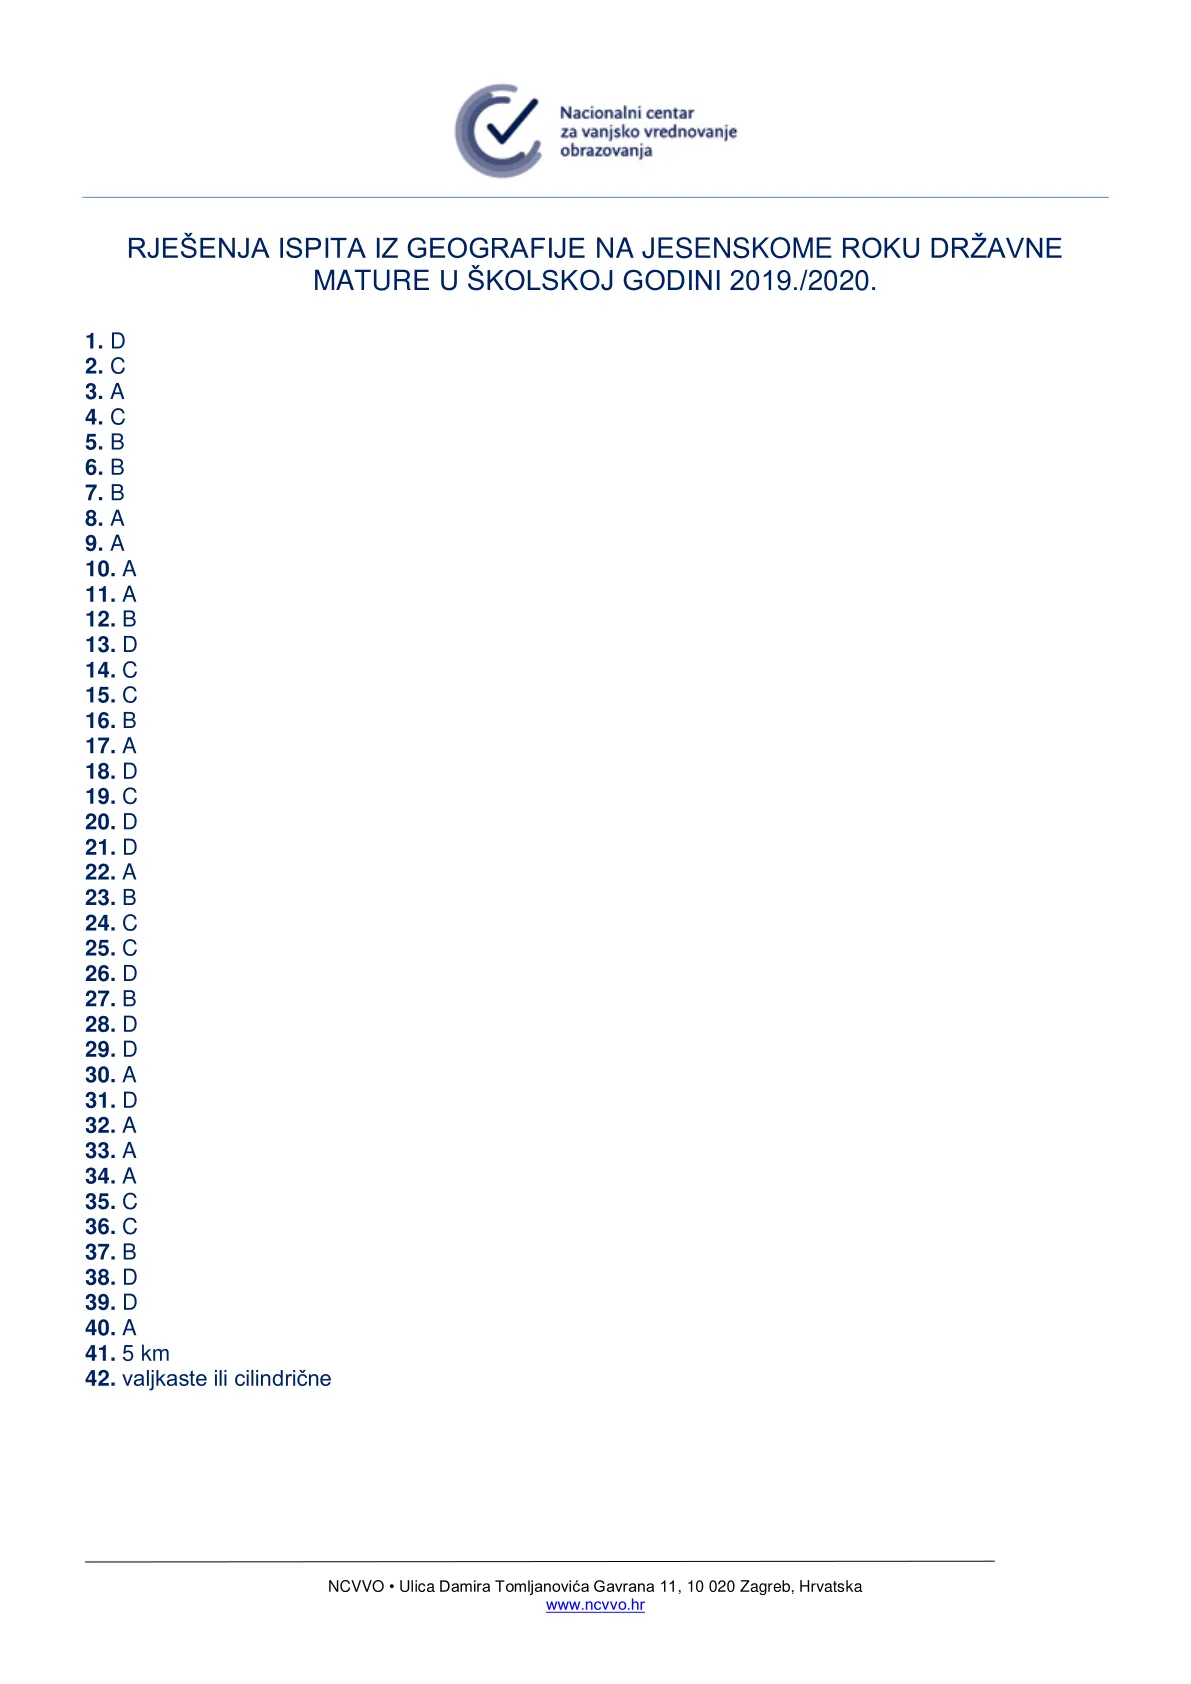 Nacionalni centar
za vanjsko vrednovanje
obrazovanja
RJEŠENJA ISPITA IZ GEOGRAFIJE NA JESENSKOME ROKU DRŽAVNE
MATURE U ŠKOLSKOJ GODINI 2019./2020.
1. D
2. C
3. A
4. C
5. B
6. B
7. B
8. A
9. A
10. A
11. A
12. B
13. D
14. C
15. C
16. B
17. A
18. D
19. C
20. D
21. D
22. A
23. B
24. C
25. C
26. D
27. B
28. D
29. D
30. A
31. D
32. A
33. A
34. A
35. C
36. C
37. B
38. D
39. D
40. A
41. 5 km
42. valjkaste ili cilindrične
NCVVO • Ulica Damira Tomljanovića Gavrana 11, 10 020 Zagreb, Hrvatska
www.ncvvo.hr